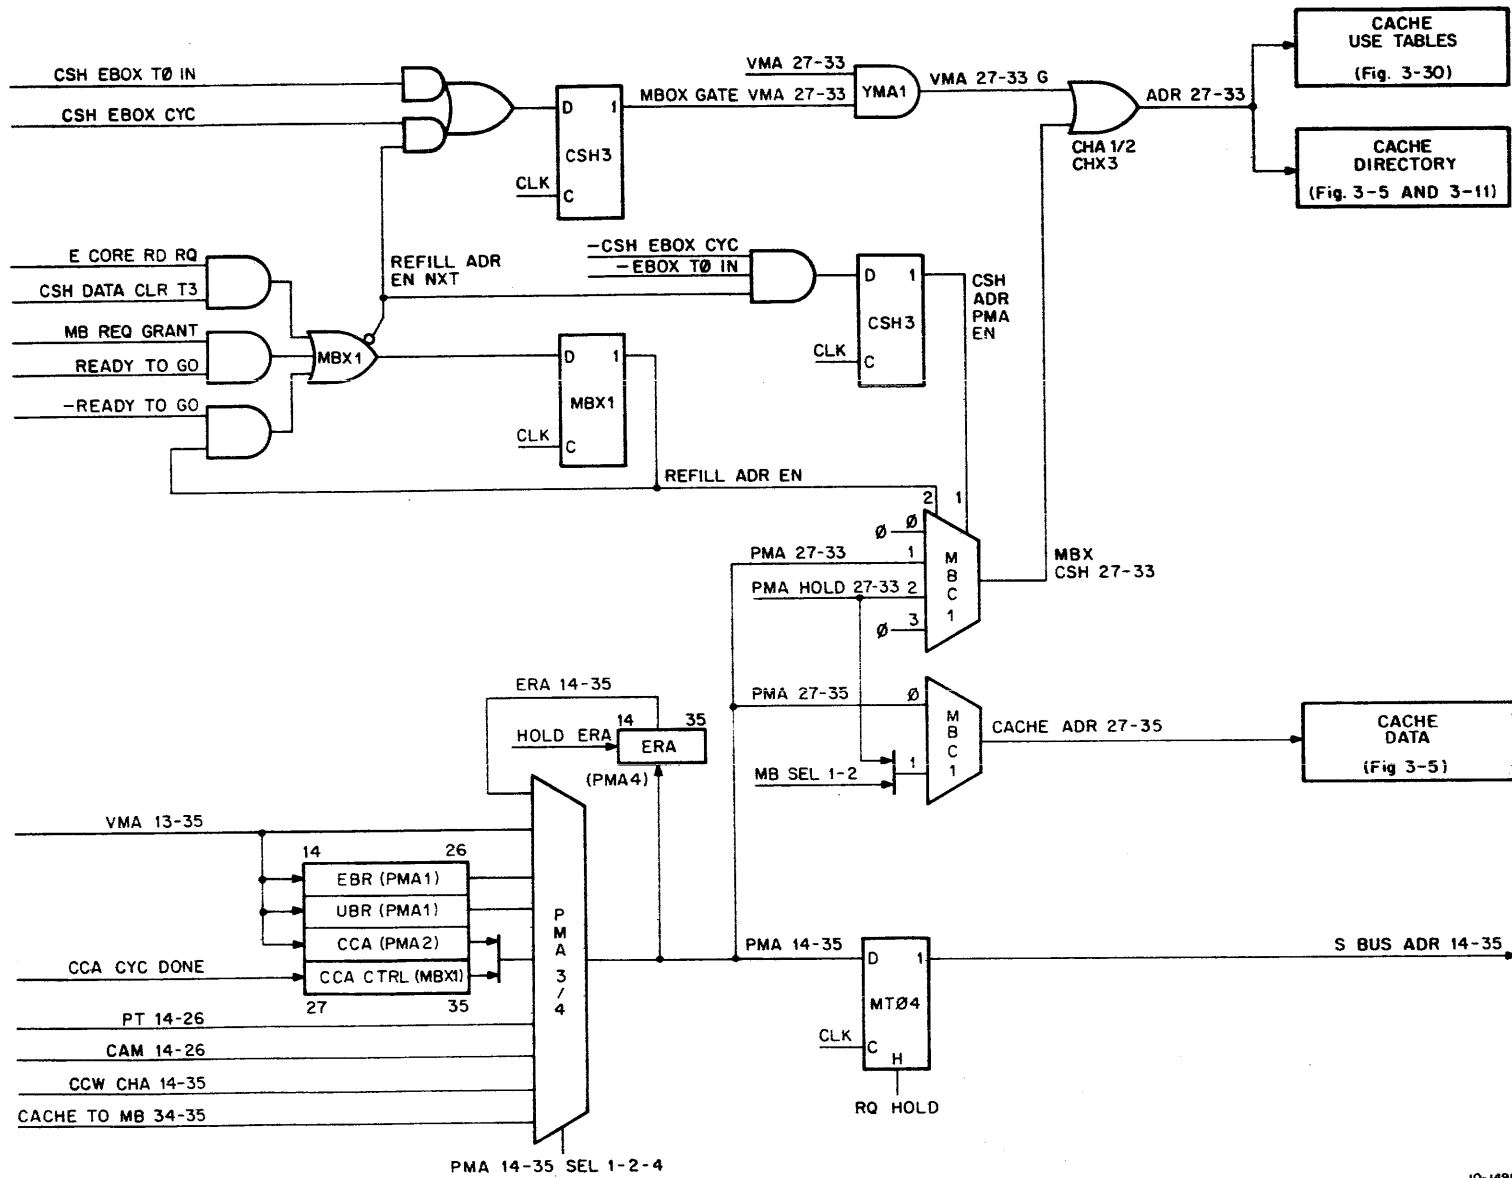 CSH EBOX TØ IN
CSH EBOX CYC
D 1
CSH3
CLK
C
MBOX GATE VMA 27-33
VMA 27-33
YMA1
VMA 27-33 G
CHA 1/2
CHX3
ADR 27-33
CACHE
USE TABLES
(Fig. 3-30)
CACHE
DIRECTORY
(Fig. 3-5 AND 3-11)
E CORE RD RQ
CSH DATA CLR T3
MB REQ GRANT
READY TO GO
-READY TO GO
MBX1
REFILL ADR
EN NXT
D 1
MBX1
CLK
C
-CSH EBOX CYC
-EBOX TØ IN
D 1
CSH3
CLK
C
CSH
ADR
PMA
EN
REFILL ADR EN
2 1
Ø Ø
PMA 27-33 1
PMA HOLD 27-33 2
Ø 3
MBC1
MBX
CSH 27-33
PMA 27-35 Ø
MB SEL 1-2
1
MBC1
CACHE ADR 27-35
CACHE
DATA
(Fig 3-5)
ERA 14-35
14 35
HOLD ERA
ERA
(PMA4)
VMA 13-35
14 26
EBR (PMA1)
UBR (PMA1)
CCA (PMA2)
CCA CYC DONE
CCA CTRL (MBX1)
27 35
PT 14-26
CAM 14-26
CCW CHA 14-35
CACHE TO MB 34-35
PMA 3/4
PMA 14-35 SEL 1-2-4
PMA 14-35
D 1
MTØ4
CLK
C
H
RQ HOLD
S BUS ADR 14-35